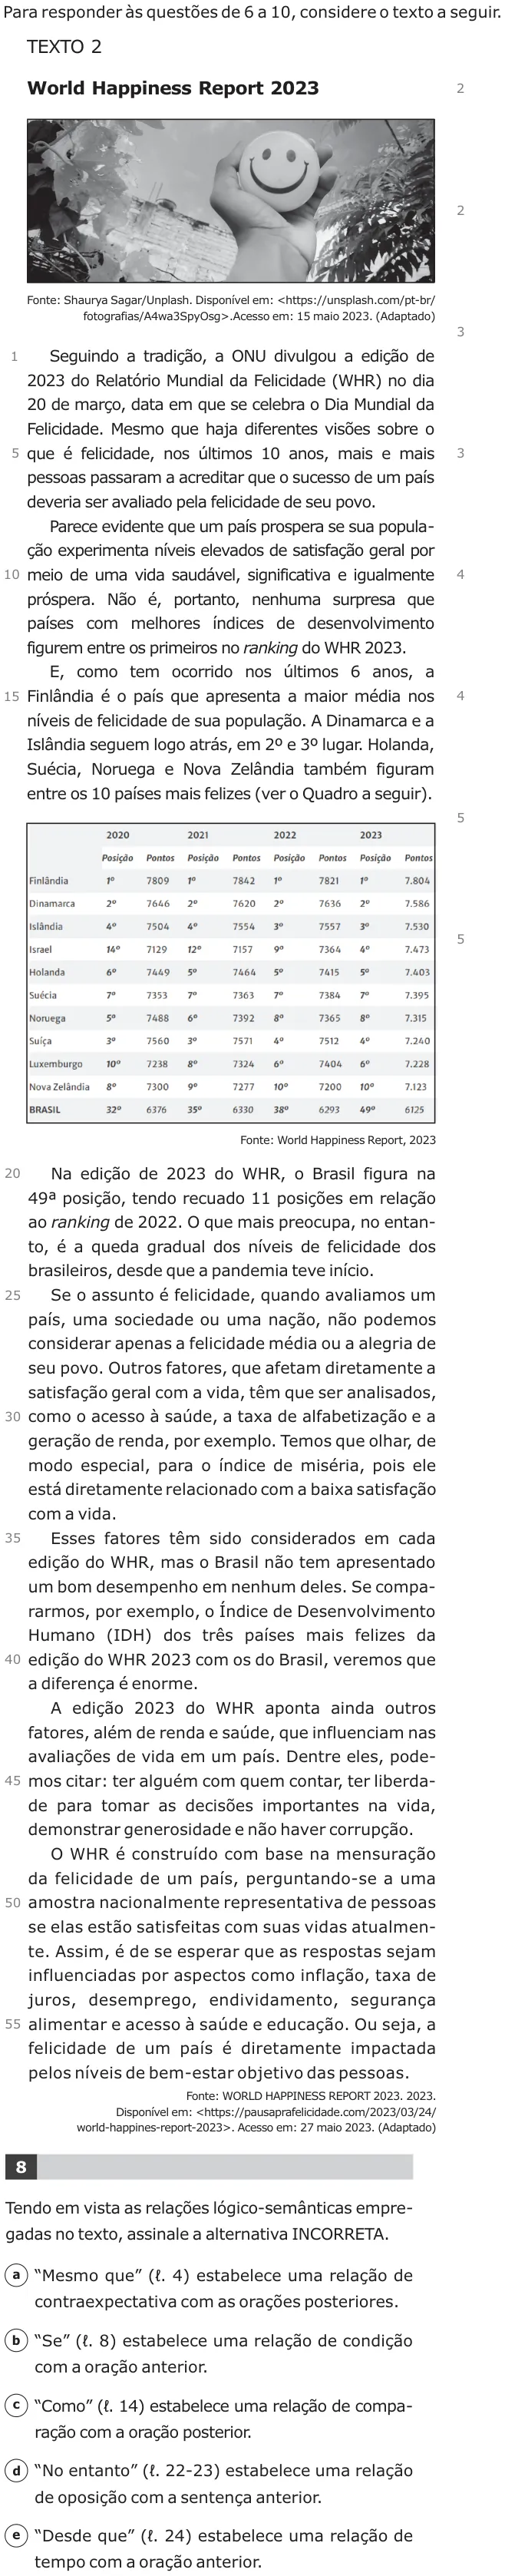 Para responder às questões de 6 a 10, considere o texto a seguir.
TEXTO 2
World Happiness Report 2023
2
2
Fonte: Shaurya Sagar/Unplash. Disponível em: <https://unsplash.com/pt-br/
fotografias/A4wa3SpyOsg>.Acesso em: 15 maio 2023. (Adaptado)
3
1 Seguindo a tradição, a ONU divulgou a edição de
2023 do Relatório Mundial da Felicidade (WHR) no dia
20 de março, data em que se celebra o Dia Mundial da
Felicidade. Mesmo que haja diferentes visões sobre o
5 que é felicidade, nos últimos 10 anos, mais e mais 3
pessoas passaram a acreditar que o sucesso de um país
deveria ser avaliado pela felicidade de seu povo.
Parece evidente que um país prospera se sua popula-
ção experimenta níveis elevados de satisfação geral por
10 meio de uma vida saudável, significativa e igualmente 4
próspera. Não é, portanto, nenhuma surpresa que
países com melhores índices de desenvolvimento
figurem entre os primeiros no ranking do WHR 2023.
E, como tem ocorrido nos últimos 6 anos, a
15 Finlândia é o país que apresenta a maior média nos 4
níveis de felicidade de sua população. A Dinamarca e a
Islândia seguem logo atrás, em 2º e 3º lugar. Holanda,
Suécia, Noruega e Nova Zelândia também figuram
entre os 10 países mais felizes (ver o Quadro a seguir).
5
2020 2021 2022 2023
Posição Pontos Posição Pontos Posição Pontos Posição Pontos
Finlândia 1º 7809 1º 7842 1º 7821 1º 7.804
Dinamarca 2º 7646 2º 7620 2º 7636 2º 7.586
Islândia 4º 7504 4º 7554 3º 7557 3º 7.530
5
Israel 14º 7129 12º 7157 9º 7364 4º 7.473
Holanda 6º 7449 5º 7464 5º 7415 5º 7.403
Suécia 7º 7353 7º 7363 7º 7384 7º 7.395
Noruega 5º 7488 6º 7392 8º 7365 8º 7.315
Suíça 3º 7560 3º 7571 4º 7512 4º 7.240
Luxemburgo 10º 7238 8º 7324 6º 7404 6º 7.228
Nova Zelândia 8º 7300 9º 7277 10º 7200 10º 7.123
BRASIL 32º 6376 35º 6330 38º 6293 49º 6125
Fonte: World Happiness Report, 2023
20 Na edição de 2023 do WHR, o Brasil figura na
49ª posição, tendo recuado 11 posições em relação
ao ranking de 2022. O que mais preocupa, no entan-
to, é a queda gradual dos níveis de felicidade dos
brasileiros, desde que a pandemia teve início.
25 Se o assunto é felicidade, quando avaliamos um
país, uma sociedade ou uma nação, não podemos
considerar apenas a felicidade média ou a alegria de
seu povo. Outros fatores, que afetam diretamente a
satisfação geral com a vida, têm que ser analisados,
30 como o acesso à saúde, a taxa de alfabetização e a
geração de renda, por exemplo. Temos que olhar, de
modo especial, para o índice de miséria, pois ele
está diretamente relacionado com a baixa satisfação
com a vida.
35 Esses fatores têm sido considerados em cada
edição do WHR, mas o Brasil não tem apresentado
um bom desempenho em nenhum deles. Se compa-
rarmos, por exemplo, o Índice de Desenvolvimento
Humano (IDH) dos três países mais felizes da
40 edição do WHR 2023 com os do Brasil, veremos que
a diferença é enorme.
A edição 2023 do WHR aponta ainda outros
fatores, além de renda e saúde, que influenciam nas
avaliações de vida em um país. Dentre eles, pode-
45 mos citar: ter alguém com quem contar, ter liberda-
de para tomar as decisões importantes na vida,
demonstrar generosidade e não haver corrupção.
O WHR é construído com base na mensuração
da felicidade de um país, perguntando-se a uma
50 amostra nacionalmente representativa de pessoas
se elas estão satisfeitas com suas vidas atualmen-
te. Assim, é de se esperar que as respostas sejam
influenciadas por aspectos como inflação, taxa de
juros, desemprego, endividamento, segurança
55 alimentar e acesso à saúde e educação. Ou seja, a
felicidade de um país é diretamente impactada
pelos níveis de bem-estar objetivo das pessoas.
Fonte: WORLD HAPPINESS REPORT 2023. 2023.
Disponível em: <https://pausaprafelicidade.com/2023/03/24/
world-happines-report-2023>. Acesso em: 27 maio 2023. (Adaptado)
8
Tendo em vista as relações lógico-semânticas empre-
gadas no texto, assinale a alternativa INCORRETA.
a "Mesmo que" (ℓ. 4) estabelece uma relação de
contraexpectativa com as orações posteriores.
b "Se" (ℓ. 8) estabelece uma relação de condição
com a oração anterior.
c "Como" (ℓ. 14) estabelece uma relação de compa-
ração com a oração posterior.
d "No entanto" (ℓ. 22-23) estabelece uma relação
de oposição com a sentença anterior.
e "Desde que" (ℓ. 24) estabelece uma relação de
tempo com a oração anterior.